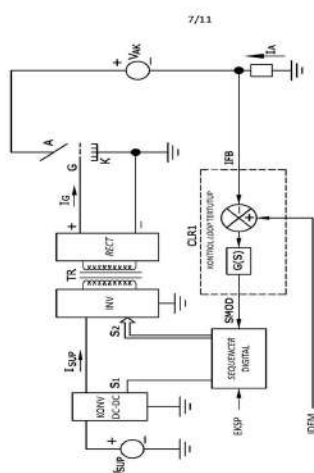 7/11
+
VAK
−
IA
A
G
K
IG
+
RECT
−
TR
INV
ISUP
S2
KONV
DC-DC
S1
+
−
IFB
KONTROL LOOP TERTUTUP
CLR1
−
+
G(S)
SMOD
SEQUENCER
DIGITAL
EKSP
IDEM